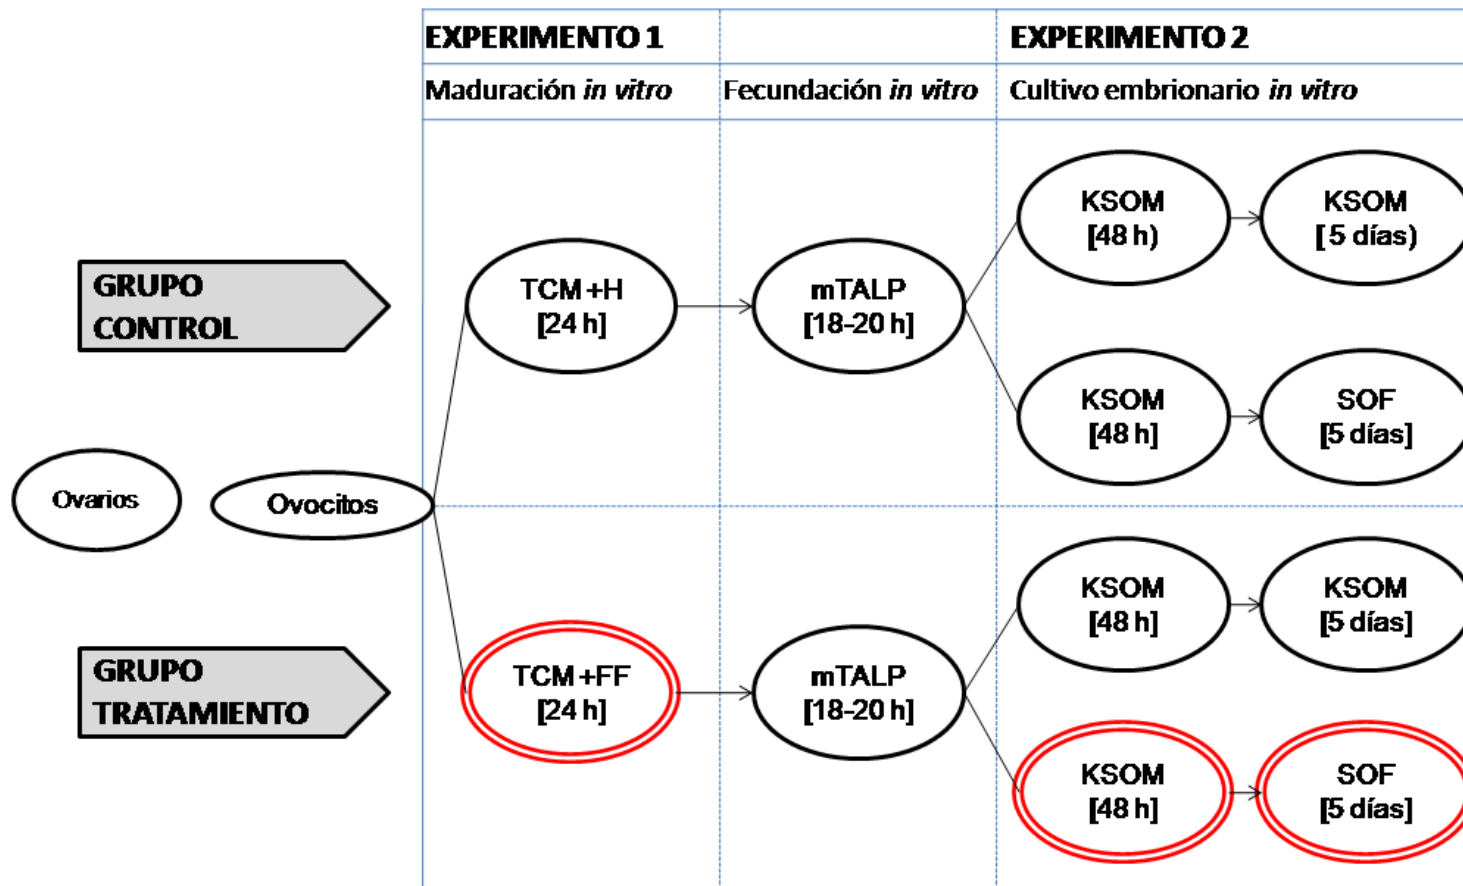 EXPERIMENTO 1
EXPERIMENTO 2
Maduración in vitro
Fecundación in vitro
Cultivo embrionario in vitro
GRUPO
CONTROL
TCM +H
[24 h]
mTALP
[18-20 h]
KSOM
[48 h)
KSOM
[ 5 días)
KSOM
[48 h]
SOF
[5 días]
Ovarios
Ovocitos
GRUPO
TRATAMIENTO
TCM +FF
[24 h]
mTALP
[18-20 h]
KSOM
[48 h]
KSOM
[5 días]
KSOM
[48 h]
SOF
[5 días]